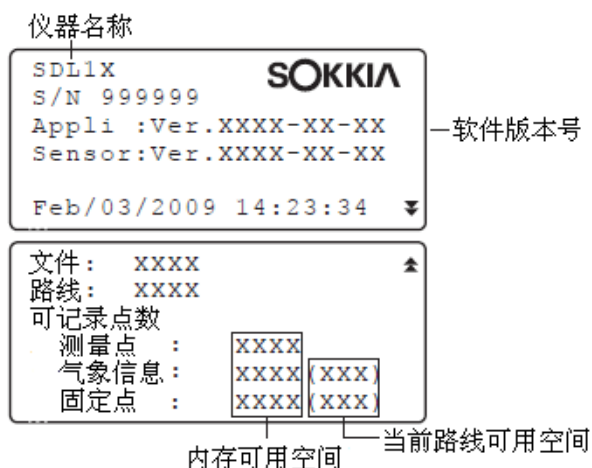 仪器名称
SDL1X SOKKIA
S/N 999999
Appli :Ver.XXXX-XX-XX
Sensor:Ver.XXXX-XX-XX
软件版本号
Feb/03/2009 14:23:34
文件: XXXX
路线: XXXX
可记录点数
测量点 : XXXX
气象信息: XXXX (XXX)
固定点 : XXXX (XXX)
当前路线可用空间
内存可用空间